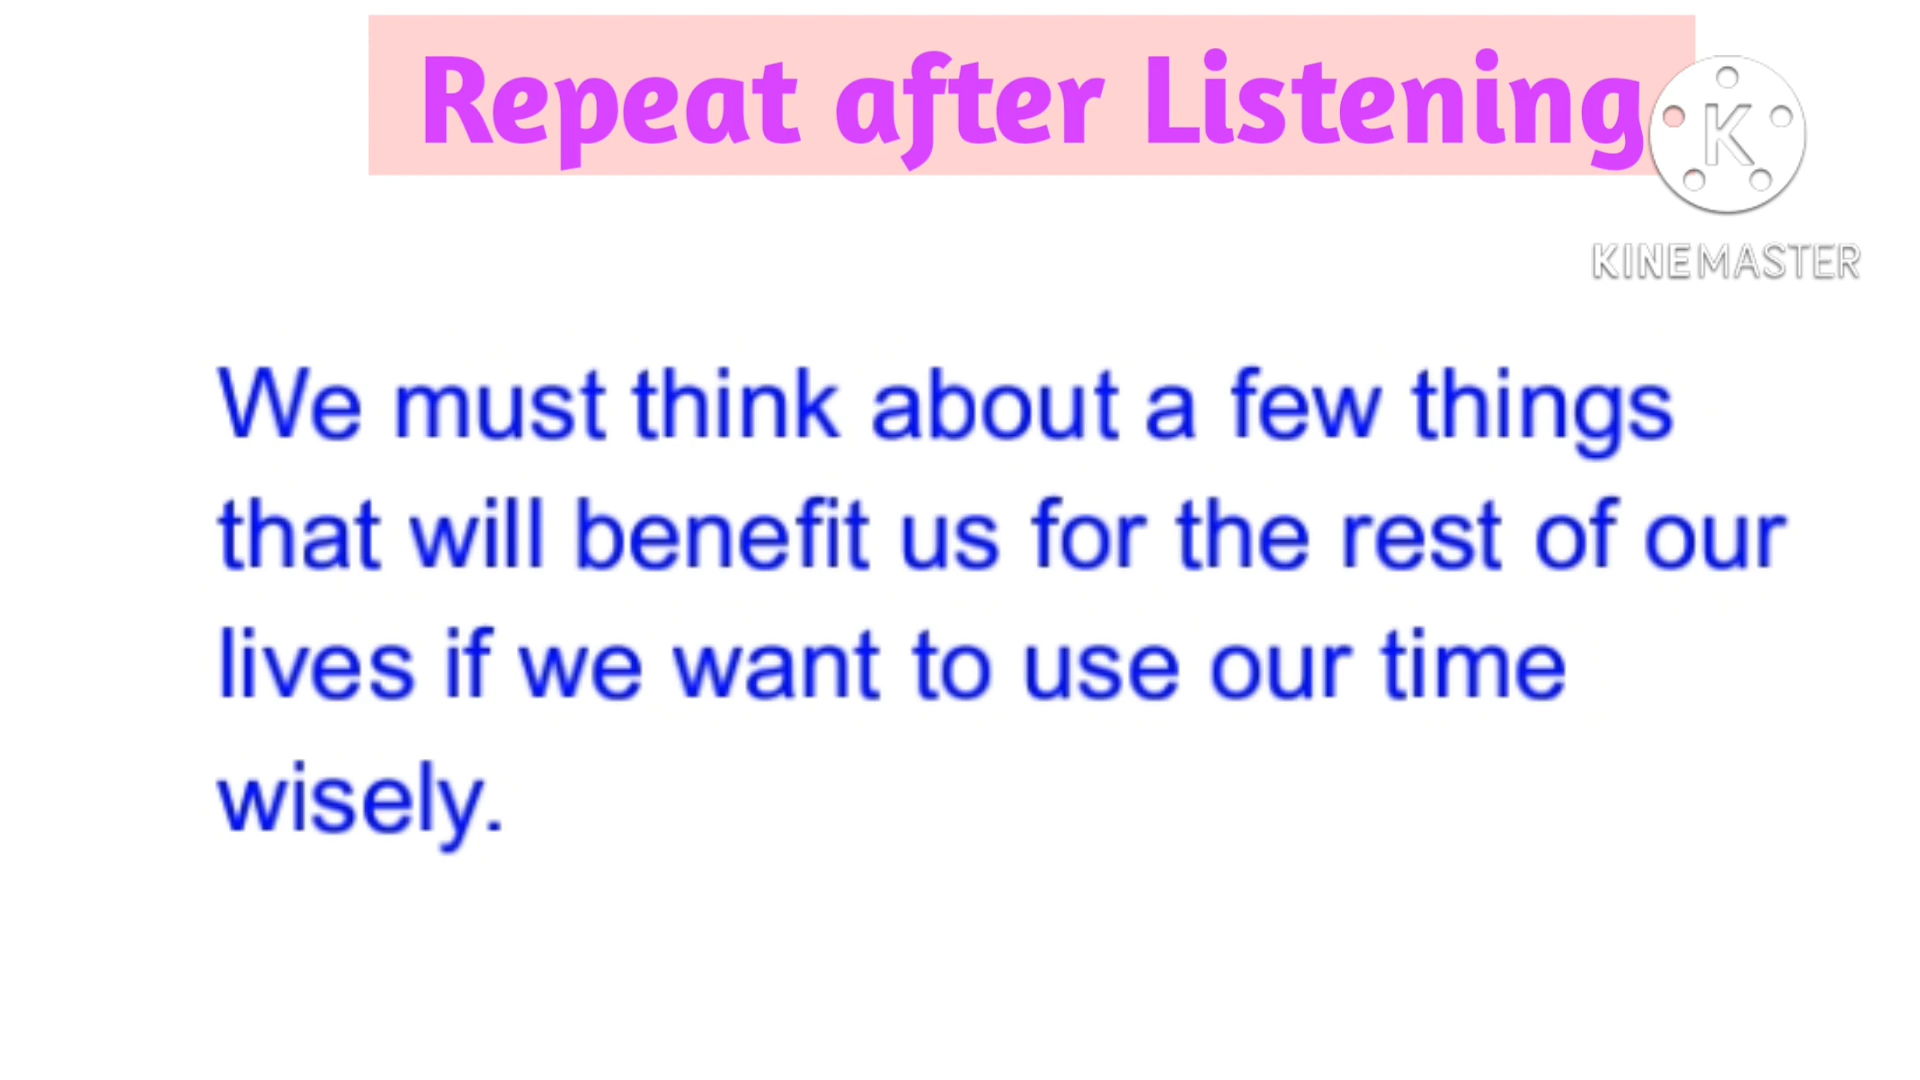 Repeat after Listening
K
KINEMASTER
We must think about a few things
that will benefit us for the rest of our
lives if we want to use our time
wisely.